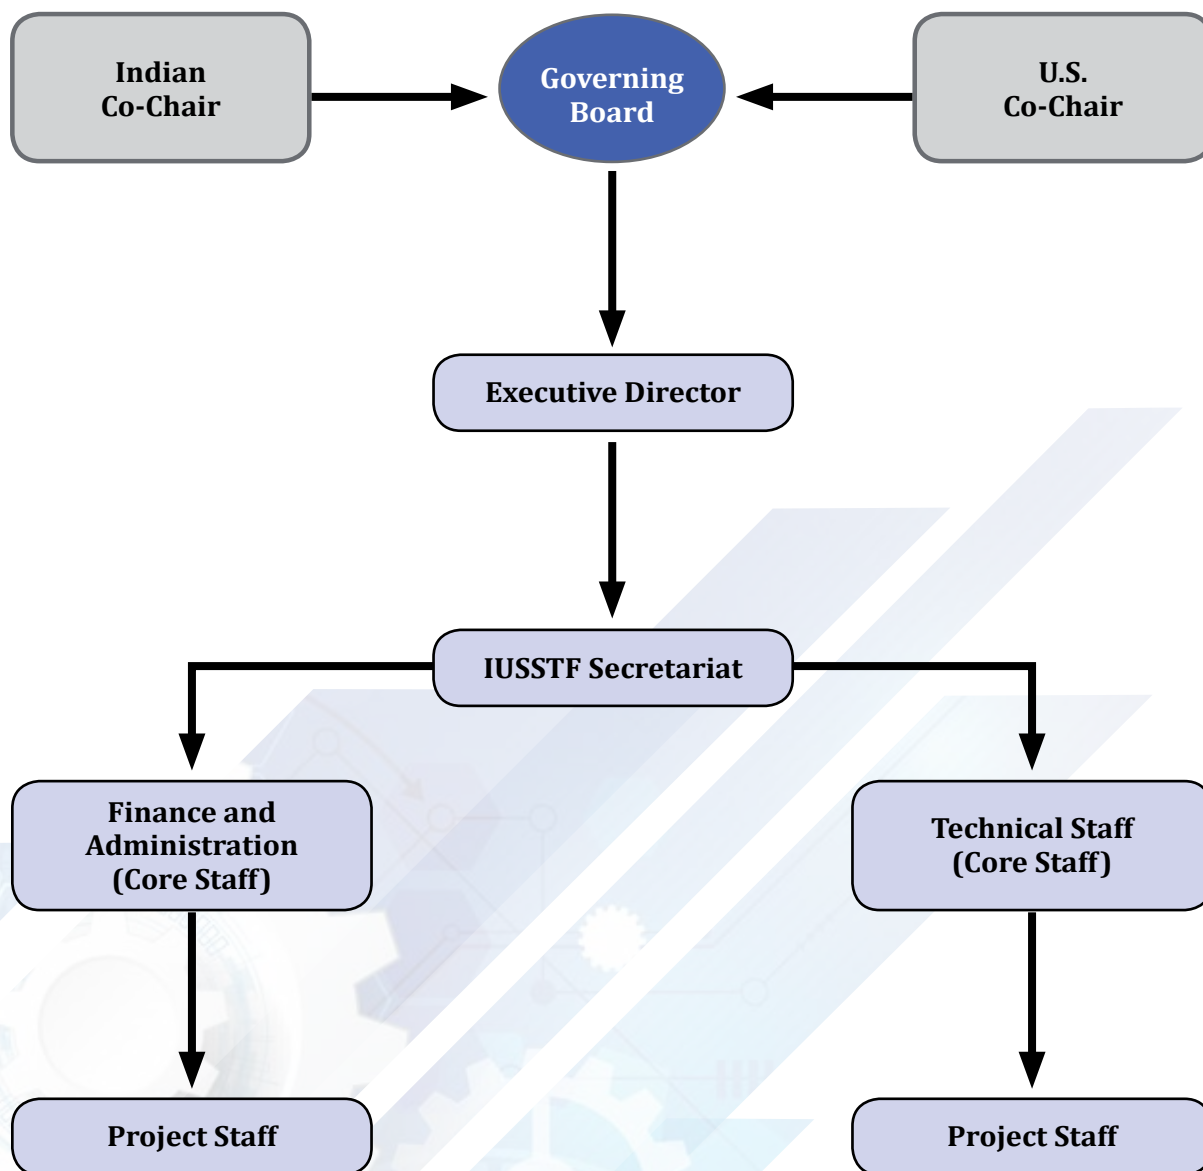 Indian
Co-Chair
Governing
Board
U.S.
Co-Chair
Executive Director
IUSSTF Secretariat
Finance and
Administration
(Core Staff)
Technical Staff
(Core Staff)
Project Staff
Project Staff